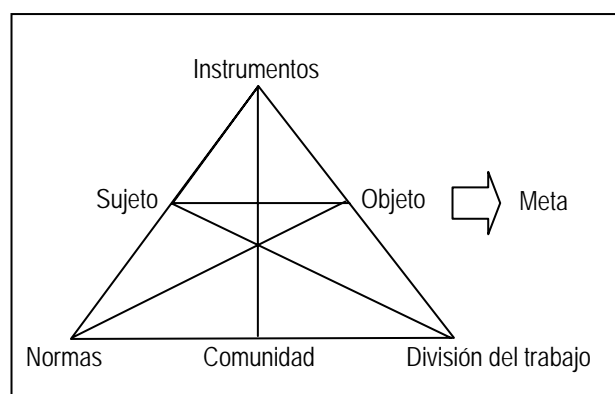 Instrumentos
Sujeto
Objeto
Meta
Normas
Comunidad
División del trabajo